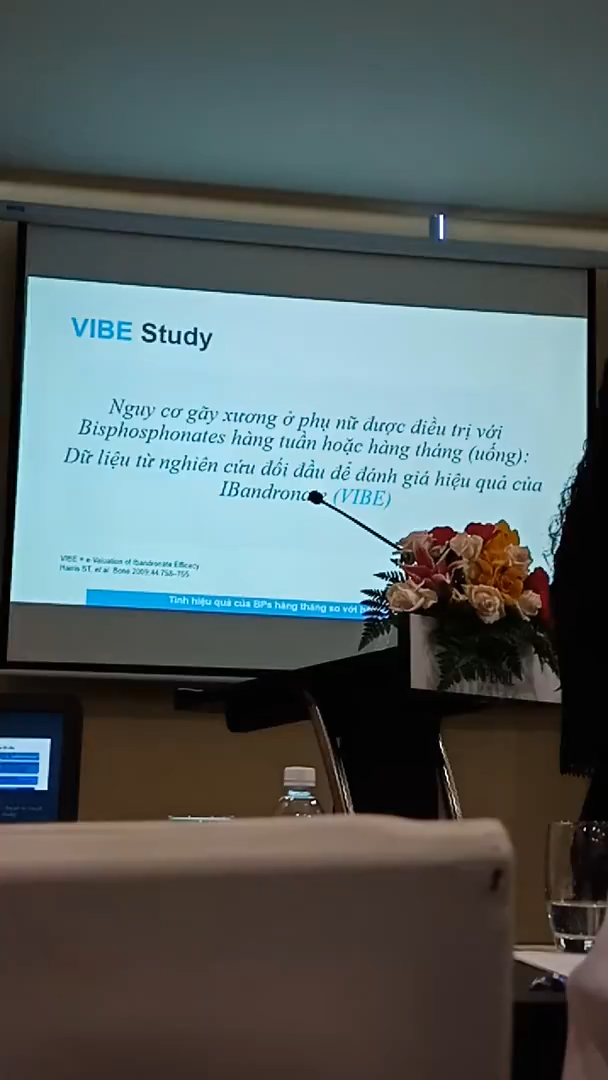 VIBE Study
Nguy cơ gãy xương ở phụ nữ được điều trị với
Bisphosphonates hàng tuần hoặc hàng tháng (uống):
Dữ liệu từ nghiên cứu đối đầu để đánh giá hiệu quả của
(VIBE)
VIBE = e-Valuation of Ibandronate Efficacy
Harris ST, et al. Bone 2009;44:758–765
Tính hiệu quả của BPs hàng tháng so với